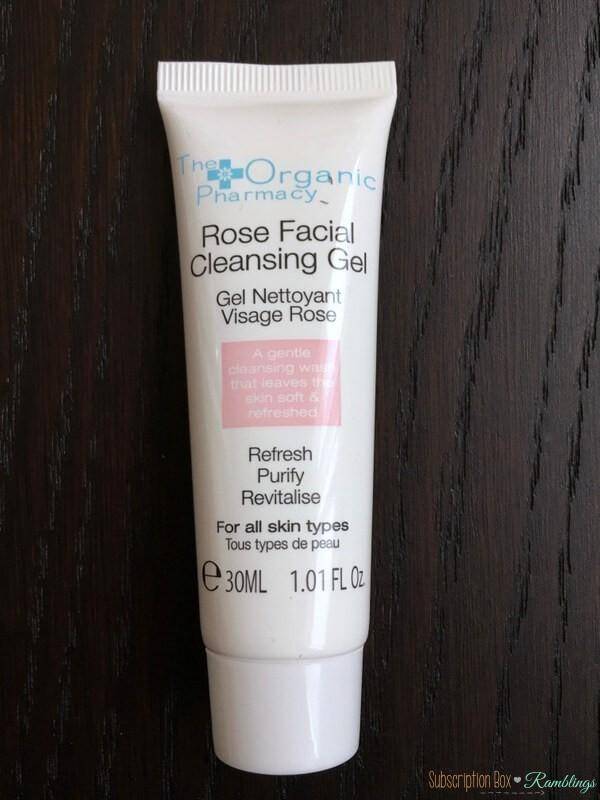 The Organic
Pharmacy
Rose Facial
Cleansing Gel
Gel Nettoyant
Visage Rose
A gentle
cleansing wash
that leaves the
skin soft &
refreshed
Refresh
Purify
Revitalise
For all skin types
Tous types de peau
e 30ML 1.01 FL Oz.
Subscription Box ♥ Ramblings